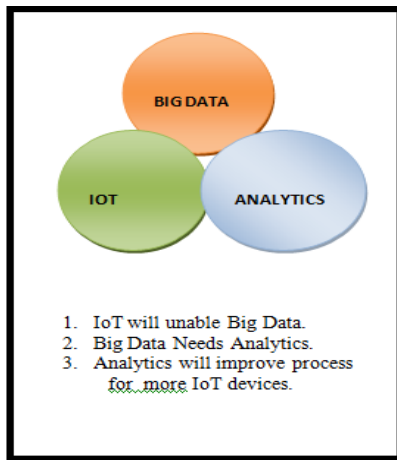 BIG DATA
IOT
ANALYTICS
1. IoT will unable Big Data.
2. Big Data Needs Analytics.
3. Analytics will improve process
for more IoT devices.